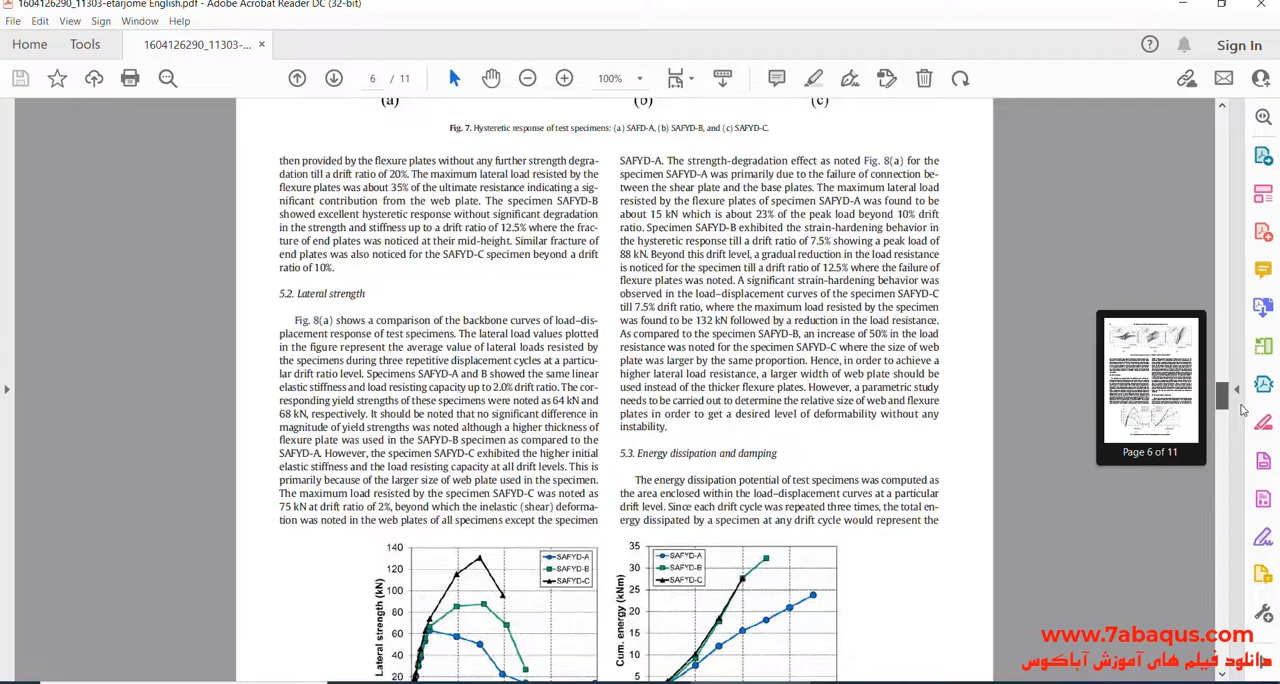 1604126290_11303-etarjome English.pdf - Adobe Acrobat Reader DC (32-bit)
File Edit View Sign Window Help
Home Tools 1604126290_11303-... × Sign In
6 / 11 100%
(a) (b) (c)
Fig. 7. Hysteretic response of test specimens: (a) SAFD-A, (b) SAFYD-B, and (c) SAFYD-C.
then provided by the flexure plates without any further strength degra-
dation till a drift ratio of 20%. The maximum lateral load resisted by the
flexure plates was about 35% of the ultimate resistance indicating a sig-
nificant contribution from the web plate. The specimen SAFYD-B
showed excellent hysteretic response without significant degradation
in the strength and stiffness up to a drift ratio of 12.5% where the frac-
ture of end plates was noticed at their mid-height. Similar fracture of
end plates was also noticed for the SAFYD-C specimen beyond a drift
ratio of 10%.
5.2. Lateral strength
Fig. 8(a) shows a comparison of the backbone curves of load–dis-
placement response of test specimens. The lateral load values plotted
in the figure represent the average value of lateral loads resisted by
the specimens during three repetitive displacement cycles at a particu-
lar drift ratio level. Specimens SAFYD-A and B showed the same linear
elastic stiffness and load resisting capacity up to 2.0% drift ratio. The cor-
responding yield strengths of these specimens were noted as 64 kN and
68 kN, respectively. It should be noted that no significant difference in
magnitude of yield strengths was noted although a higher thickness of
flexure plate was used in the SAFYD-B specimen as compared to the
SAFYD-A. However, the specimen SAFYD-C exhibited the higher initial
elastic stiffness and the load resisting capacity at all drift levels. This is
primarily because of the larger size of web plate used in the specimen.
The maximum load resisted by the specimen SAFYD-C was noted as
75 kN at drift ratio of 2%, beyond which the inelastic (shear) deforma-
tion was noted in the web plates of all specimens except the specimen
SAFYD-A. The strength-degradation effect as noted Fig. 8(a) for the
specimen SAFYD-A was primarily due to the failure of connection be-
tween the shear plate and the base plates. The maximum lateral load
resisted by the flexure plates of specimen SAFYD-A was found to be
about 15 kN which is about 23% of the peak load beyond 10% drift
ratio. Specimen SAFYD-B exhibited the strain-hardening behavior in
the hysteretic response till a drift ratio of 7.5% showing a peak load of
88 kN. Beyond this drift level, a gradual reduction in the load resistance
is noticed for the specimen till a drift ratio of 12.5% where the failure of
flexure plates was noted. A significant strain-hardening behavior was
observed in the load–displacement curves of the specimen SAFYD-C
till 7.5% drift ratio, where the maximum load resisted by the specimen
was found to be 132 kN followed by a reduction in the load resistance.
As compared to the specimen SAFYD-B, an increase of 50% in the load
resistance was noted for the specimen SAFYD-C where the size of web
plate was larger by the same proportion. Hence, in order to achieve a
higher lateral load resistance, a larger width of web plate should be
used instead of the thicker flexure plates. However, a parametric study
needs to be carried out to determine the relative size of web and flexure
plates in order to get a desired level of deformability without any
instability.
5.3. Energy dissipation and damping
The energy dissipation potential of test specimens was computed as
the area enclosed within the load–displacement curves at a particular
drift level. Since each drift cycle was repeated three times, the total en-
ergy dissipated by a specimen at any drift cycle would represent the
Lateral strength (kN)
140
120
100
80
60
40
20
SAFYD-A
SAFYD-B
SAFYD-C
Cum. energy (kNm)
35
30
25
20
15
10
5
SAFYD-A
SAFYD-B
SAFYD-C
Page 6 of 11
www.7abaqus.com
دانلود فیلم های آموزش آباکوس